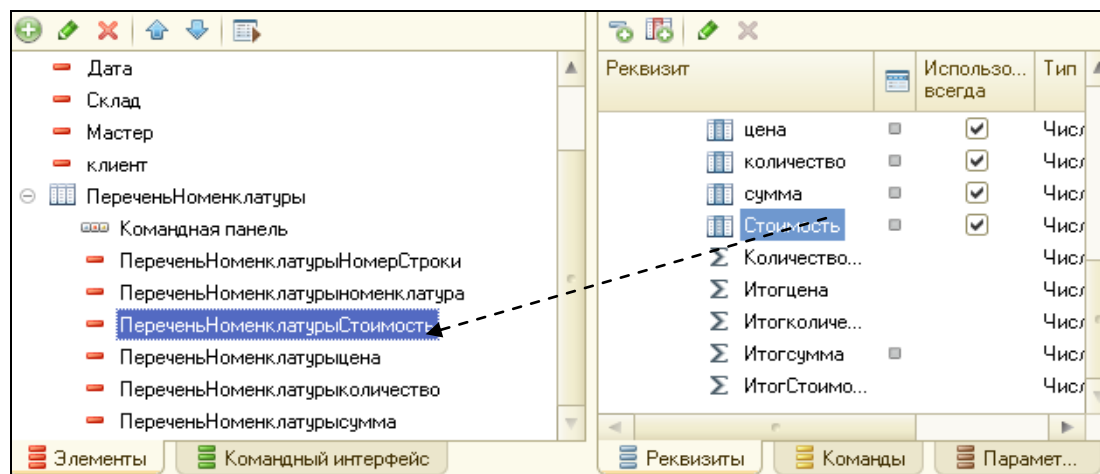 Дата
Склад
Мастер
клиент
ПереченьНоменклатуры
Командная панель
ПереченьНоменклатурыНомерСтроки
ПереченьНоменклатурыноменклатура
ПереченьНоменклатурыСтоимость
ПереченьНоменклатурыцена
ПереченьНоменклатурыколичество
ПереченьНоменклатурысумма
Элементы
Командный интерфейс
Реквизит
Использо...
всегда
Тип
цена Числ
количество Числ
сумма Числ
Стоимость Числ
Количество... Числ
Итогцена Числ
Итогколиче... Числ
Итогсумма Числ
ИтогСтоимо... Числ
Реквизиты
Команды
Парамет...